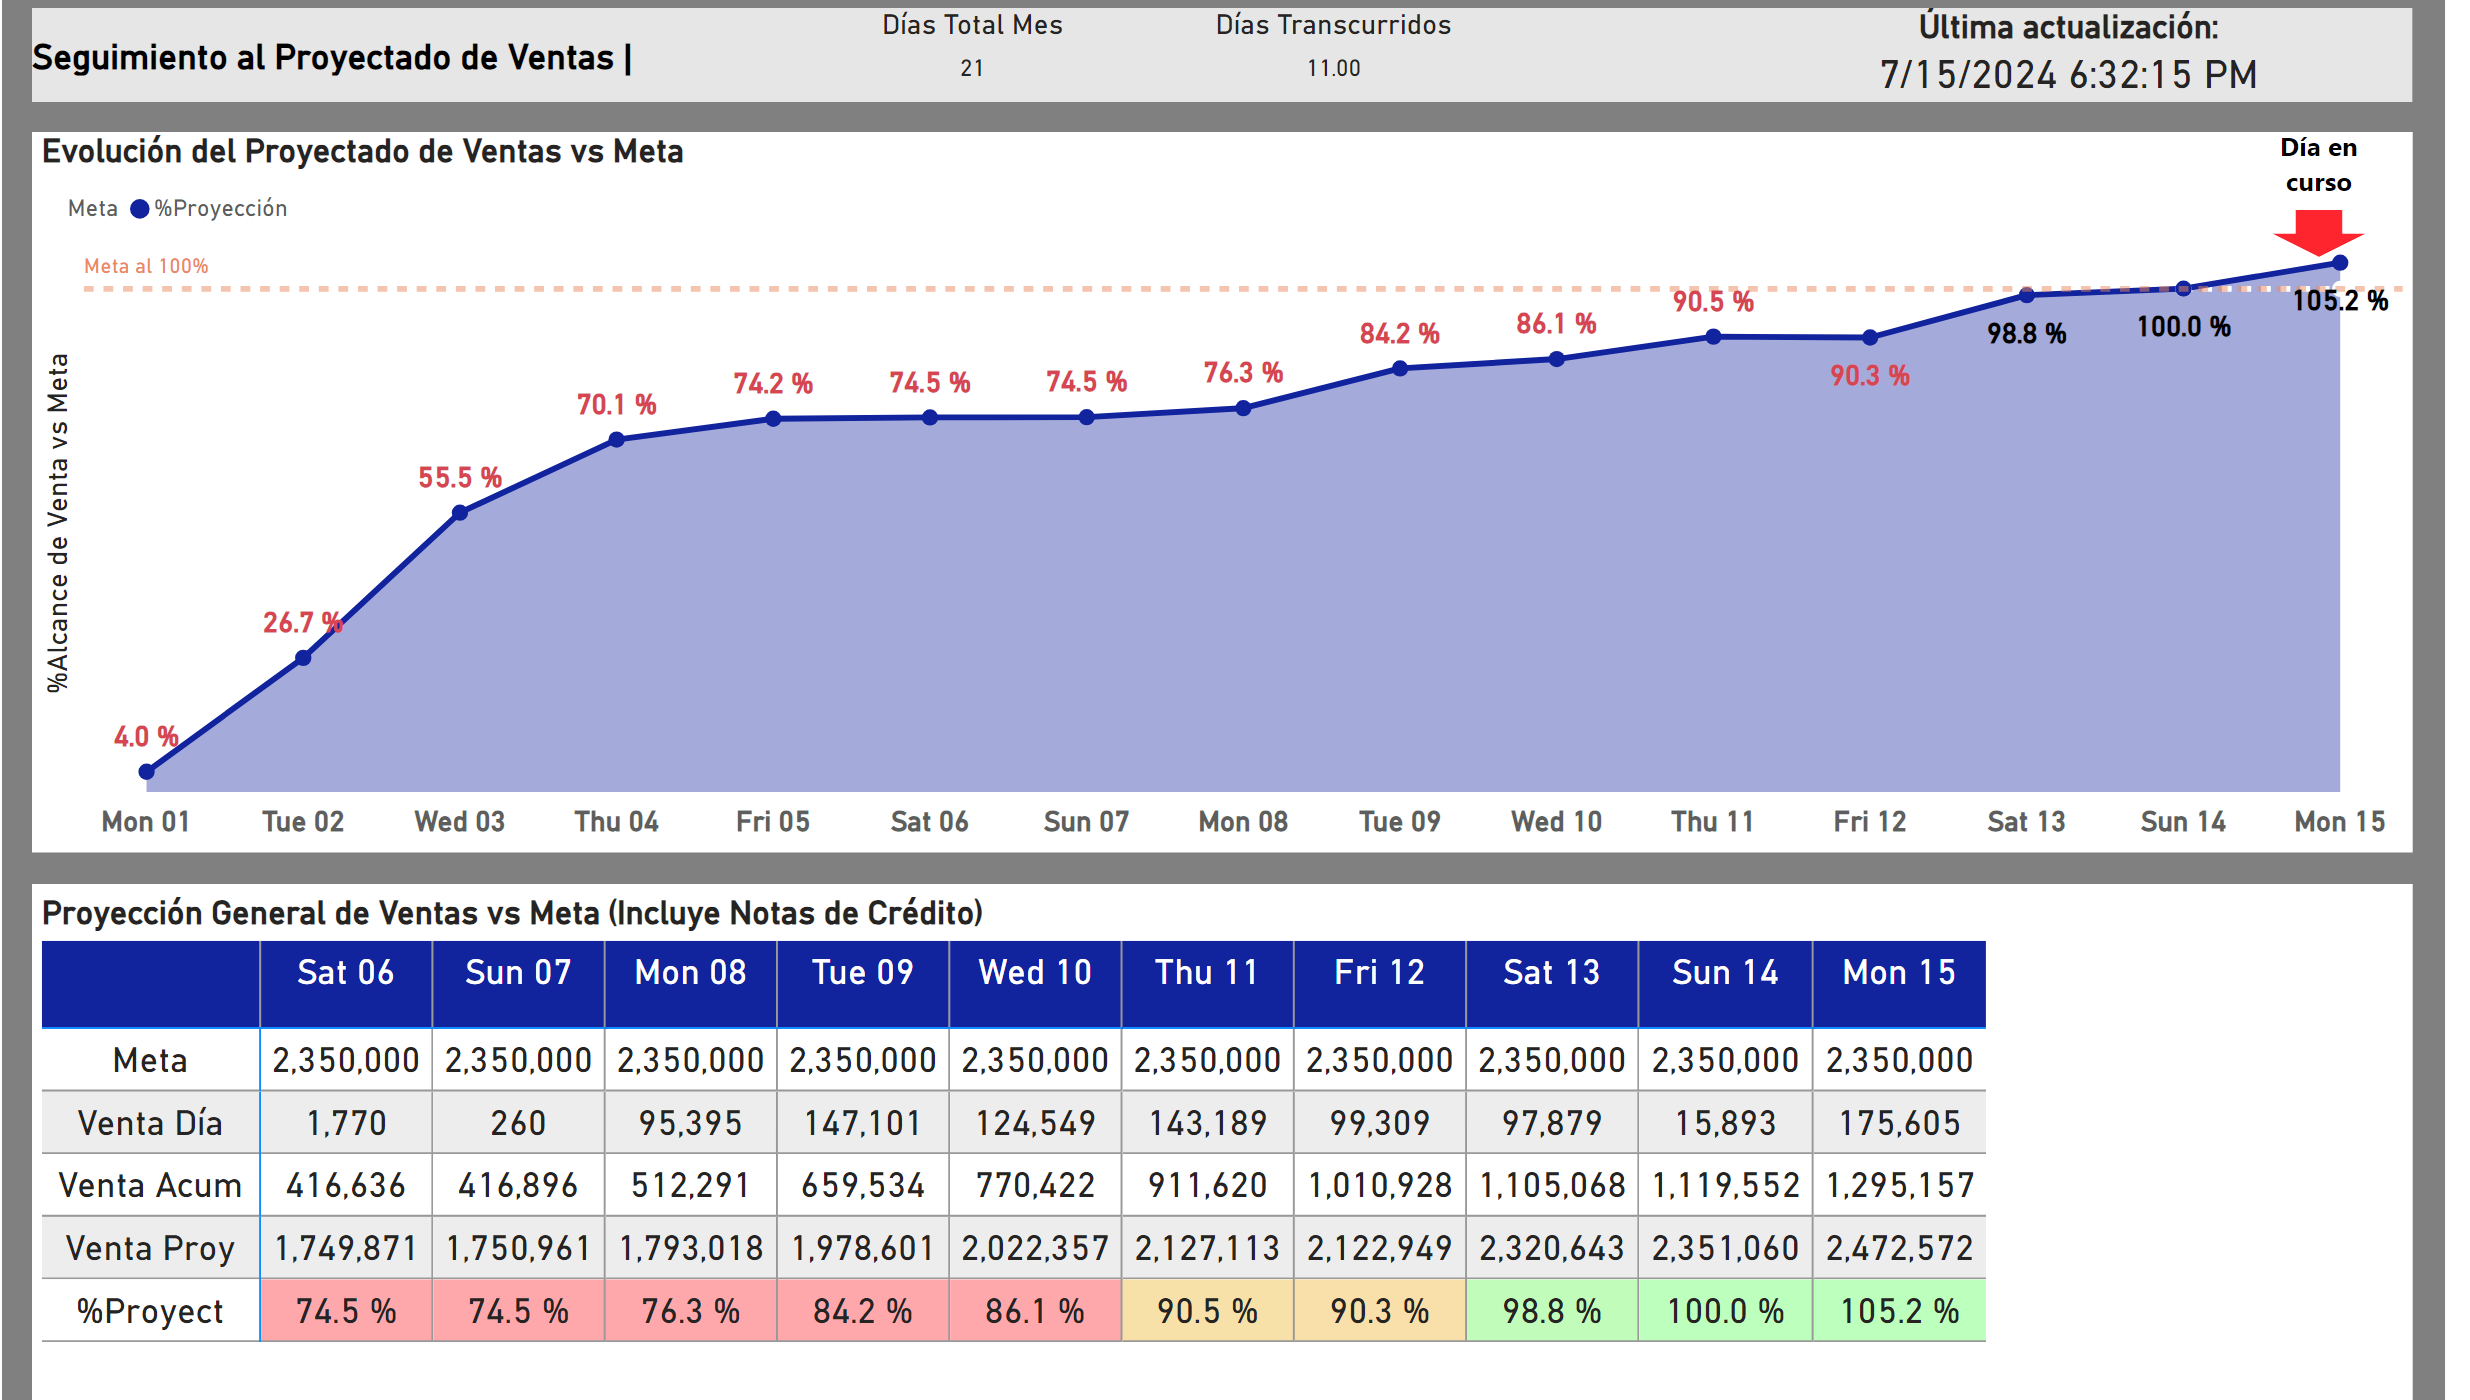 Seguimiento al Proyectado de Ventas |
Días Total Mes
21
Días Transcurridos
11.00
Última actualización:
7/15/2024 6:32:15 PM
Evolución del Proyectado de Ventas vs Meta
Día en
curso
Meta %Proyección
Meta al 100%
%Alcance de Venta vs Meta
4.0 %
26.7 %
55.5 %
70.1 %
74.2 %
74.5 %
74.5 %
76.3 %
84.2 %
86.1 %
90.5 %
90.3 %
98.8 %
100.0 %
105.2 %
Mon 01 Tue 02 Wed 03 Thu 04 Fri 05 Sat 06 Sun 07 Mon 08 Tue 09 Wed 10 Thu 11 Fri 12 Sat 13 Sun 14 Mon 15
Proyección General de Ventas vs Meta (Incluye Notas de Crédito)
Sat 06 Sun 07 Mon 08 Tue 09 Wed 10 Thu 11 Fri 12 Sat 13 Sun 14 Mon 15
Meta 2,350,000 2,350,000 2,350,000 2,350,000 2,350,000 2,350,000 2,350,000 2,350,000 2,350,000 2,350,000
Venta Día 1,770 260 95,395 147,101 124,549 143,189 99,309 97,879 15,893 175,605
Venta Acum 416,636 416,896 512,291 659,534 770,422 911,620 1,010,928 1,105,068 1,119,552 1,295,157
Venta Proy 1,749,871 1,750,961 1,793,018 1,978,601 2,022,357 2,127,113 2,122,949 2,320,643 2,351,060 2,472,572
%Proyect 74.5 % 74.5 % 76.3 % 84.2 % 86.1 % 90.5 % 90.3 % 98.8 % 100.0 % 105.2 %